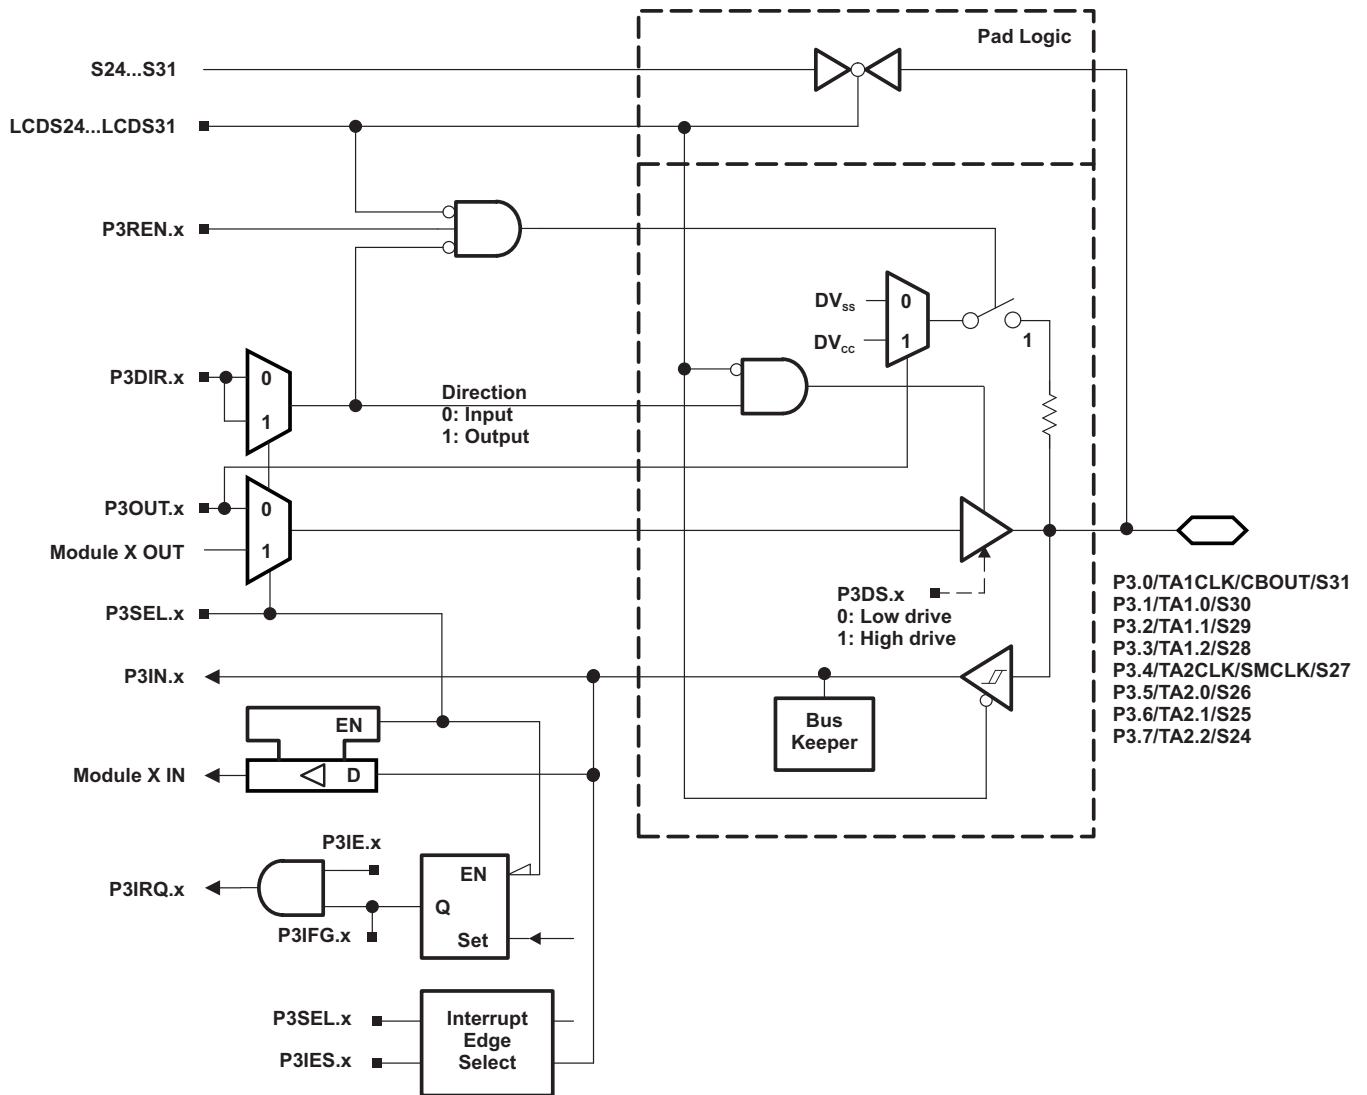 Pad Logic
S24...S31
LCDS24...LCDS31
P3REN.x
DVSS
0
DVCC
1
1
P3DIR.x
0
1
Direction
0: Input
1: Output
P3OUT.x
0
Module X OUT
1
P3DS.x
0: Low drive
1: High drive
P3.0/TA1CLK/CBOUT/S31
P3.1/TA1.0/S30
P3.2/TA1.1/S29
P3.3/TA1.2/S28
P3.4/TA2CLK/SMCLK/S27
P3.5/TA2.0/S26
P3.6/TA2.1/S25
P3.7/TA2.2/S24
P3SEL.x
P3IN.x
Bus
Keeper
EN
Module X IN
D
P3IE.x
P3IRQ.x
EN
Q
P3IFG.x
Set
P3SEL.x
P3IES.x
Interrupt
Edge
Select